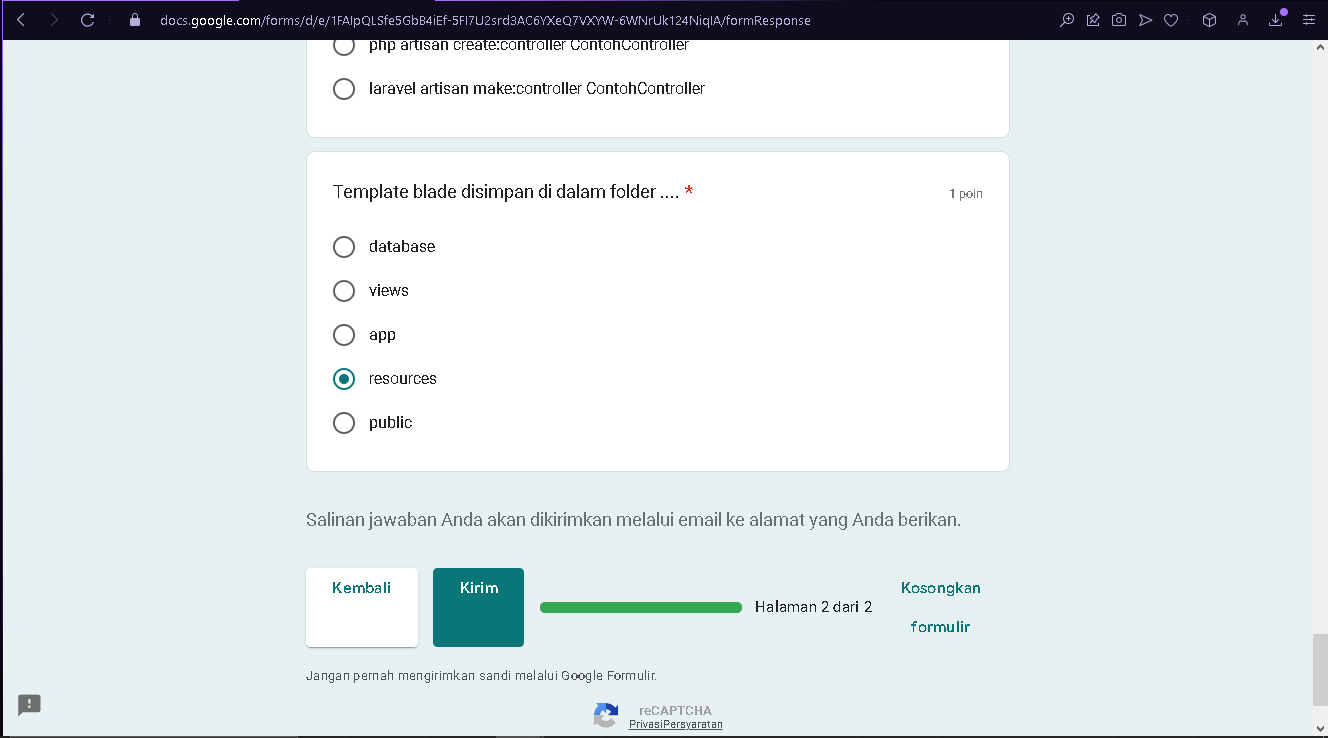 docs.google.com/forms/d/e/1FAIpQLSfe5GbB4iEf-5FI7U2srd3AC6YXeQ7VXYW-6WNrUk124NiqIA/formResponse
php artisan create:controller ContohController
laravel artisan make:controller ContohController
Template blade disimpan di dalam folder .... *
1 poin
database
views
app
resources
public
Salinan jawaban Anda akan dikirimkan melalui email ke alamat yang Anda berikan.
Kembali
Kirim
Halaman 2 dari 2
Kosongkan
formulir
Jangan pernah mengirimkan sandi melalui Google Formulir.
reCAPTCHA
PrivasiPersyaratan